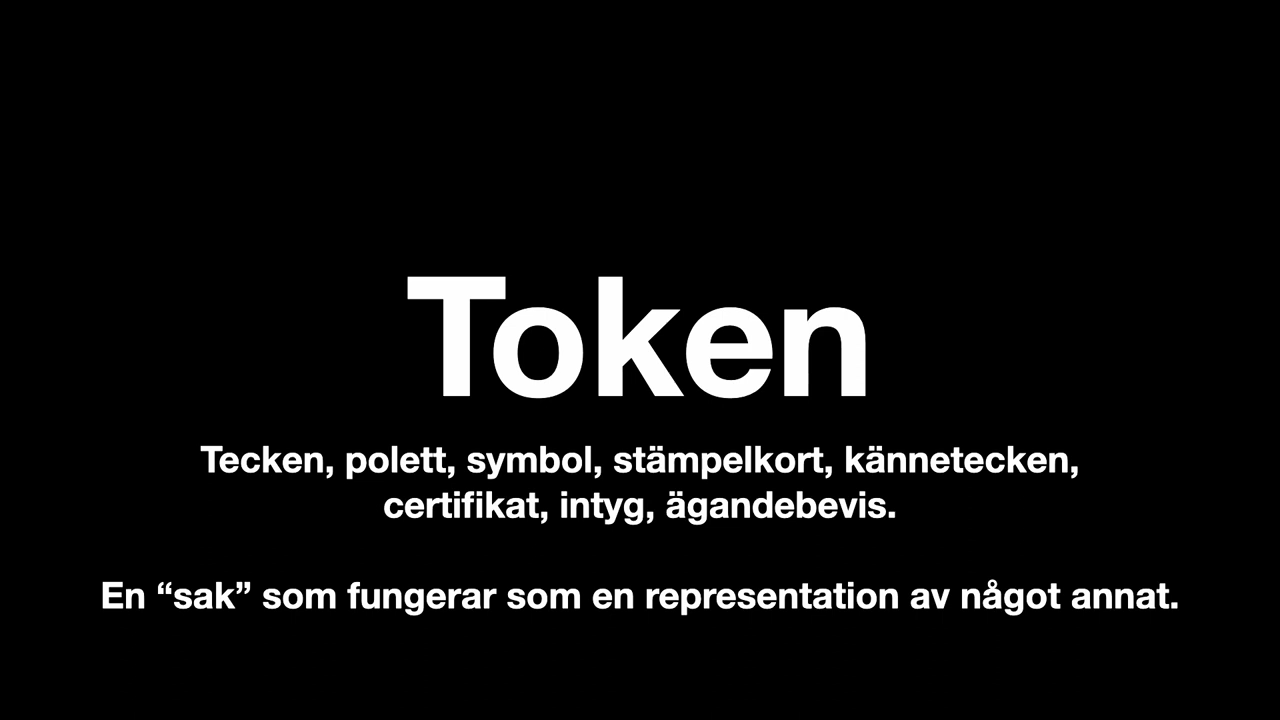 Token
Tecken, polett, symbol, stämpelkort, kännetecken,
certifikat, intyg, ägandebevis.
En “sak” som fungerar som en representation av något annat.